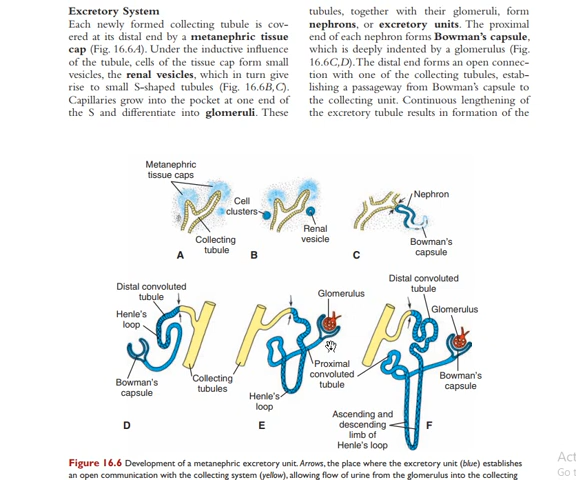 Excretory System
Each newly formed collecting tubule is cov-
ered at its distal end by a metanephric tissue
cap (Fig. 16.6A). Under the inductive influence
of the tubule, cells of the tissue cap form small
vesicles, the renal vesicles, which in turn give
rise to small S-shaped tubules (Fig. 16.6B,C).
Capillaries grow into the pocket at one end of
the S and differentiate into glomeruli. These
tubules, together with their glomeruli, form
nephrons, or excretory units. The proximal
end of each nephron forms Bowman's capsule,
which is deeply indented by a glomerulus (Fig.
16.6C,D). The distal end forms an open connec-
tion with one of the collecting tubules, estab-
lishing a passageway from Bowman's capsule to
the collecting unit. Continuous lengthening of
the excretory tubule results in formation of the
Metanephric
tissue caps
Cell
clusters
Nephron
Collecting
tubule
Renal
vesicle
Bowman's
capsule
A
B
C
Distal convoluted
tubule
Henle's
loop
Bowman's
capsule
Collecting
tubules
Glomerulus
Proximal
convoluted
tubule
Henle's
loop
Distal convoluted
tubule
Glomerulus
Bowman's
capsule
Ascending and
descending
limb of
Henle's loop
D
E
F
Figure 16.6 Development of a metanephric excretory unit. Arrows, the place where the excretory unit (blue) establishes
an open communication with the collecting system (yellow), allowing flow of urine from the glomerulus into the collecting
Act
Go t